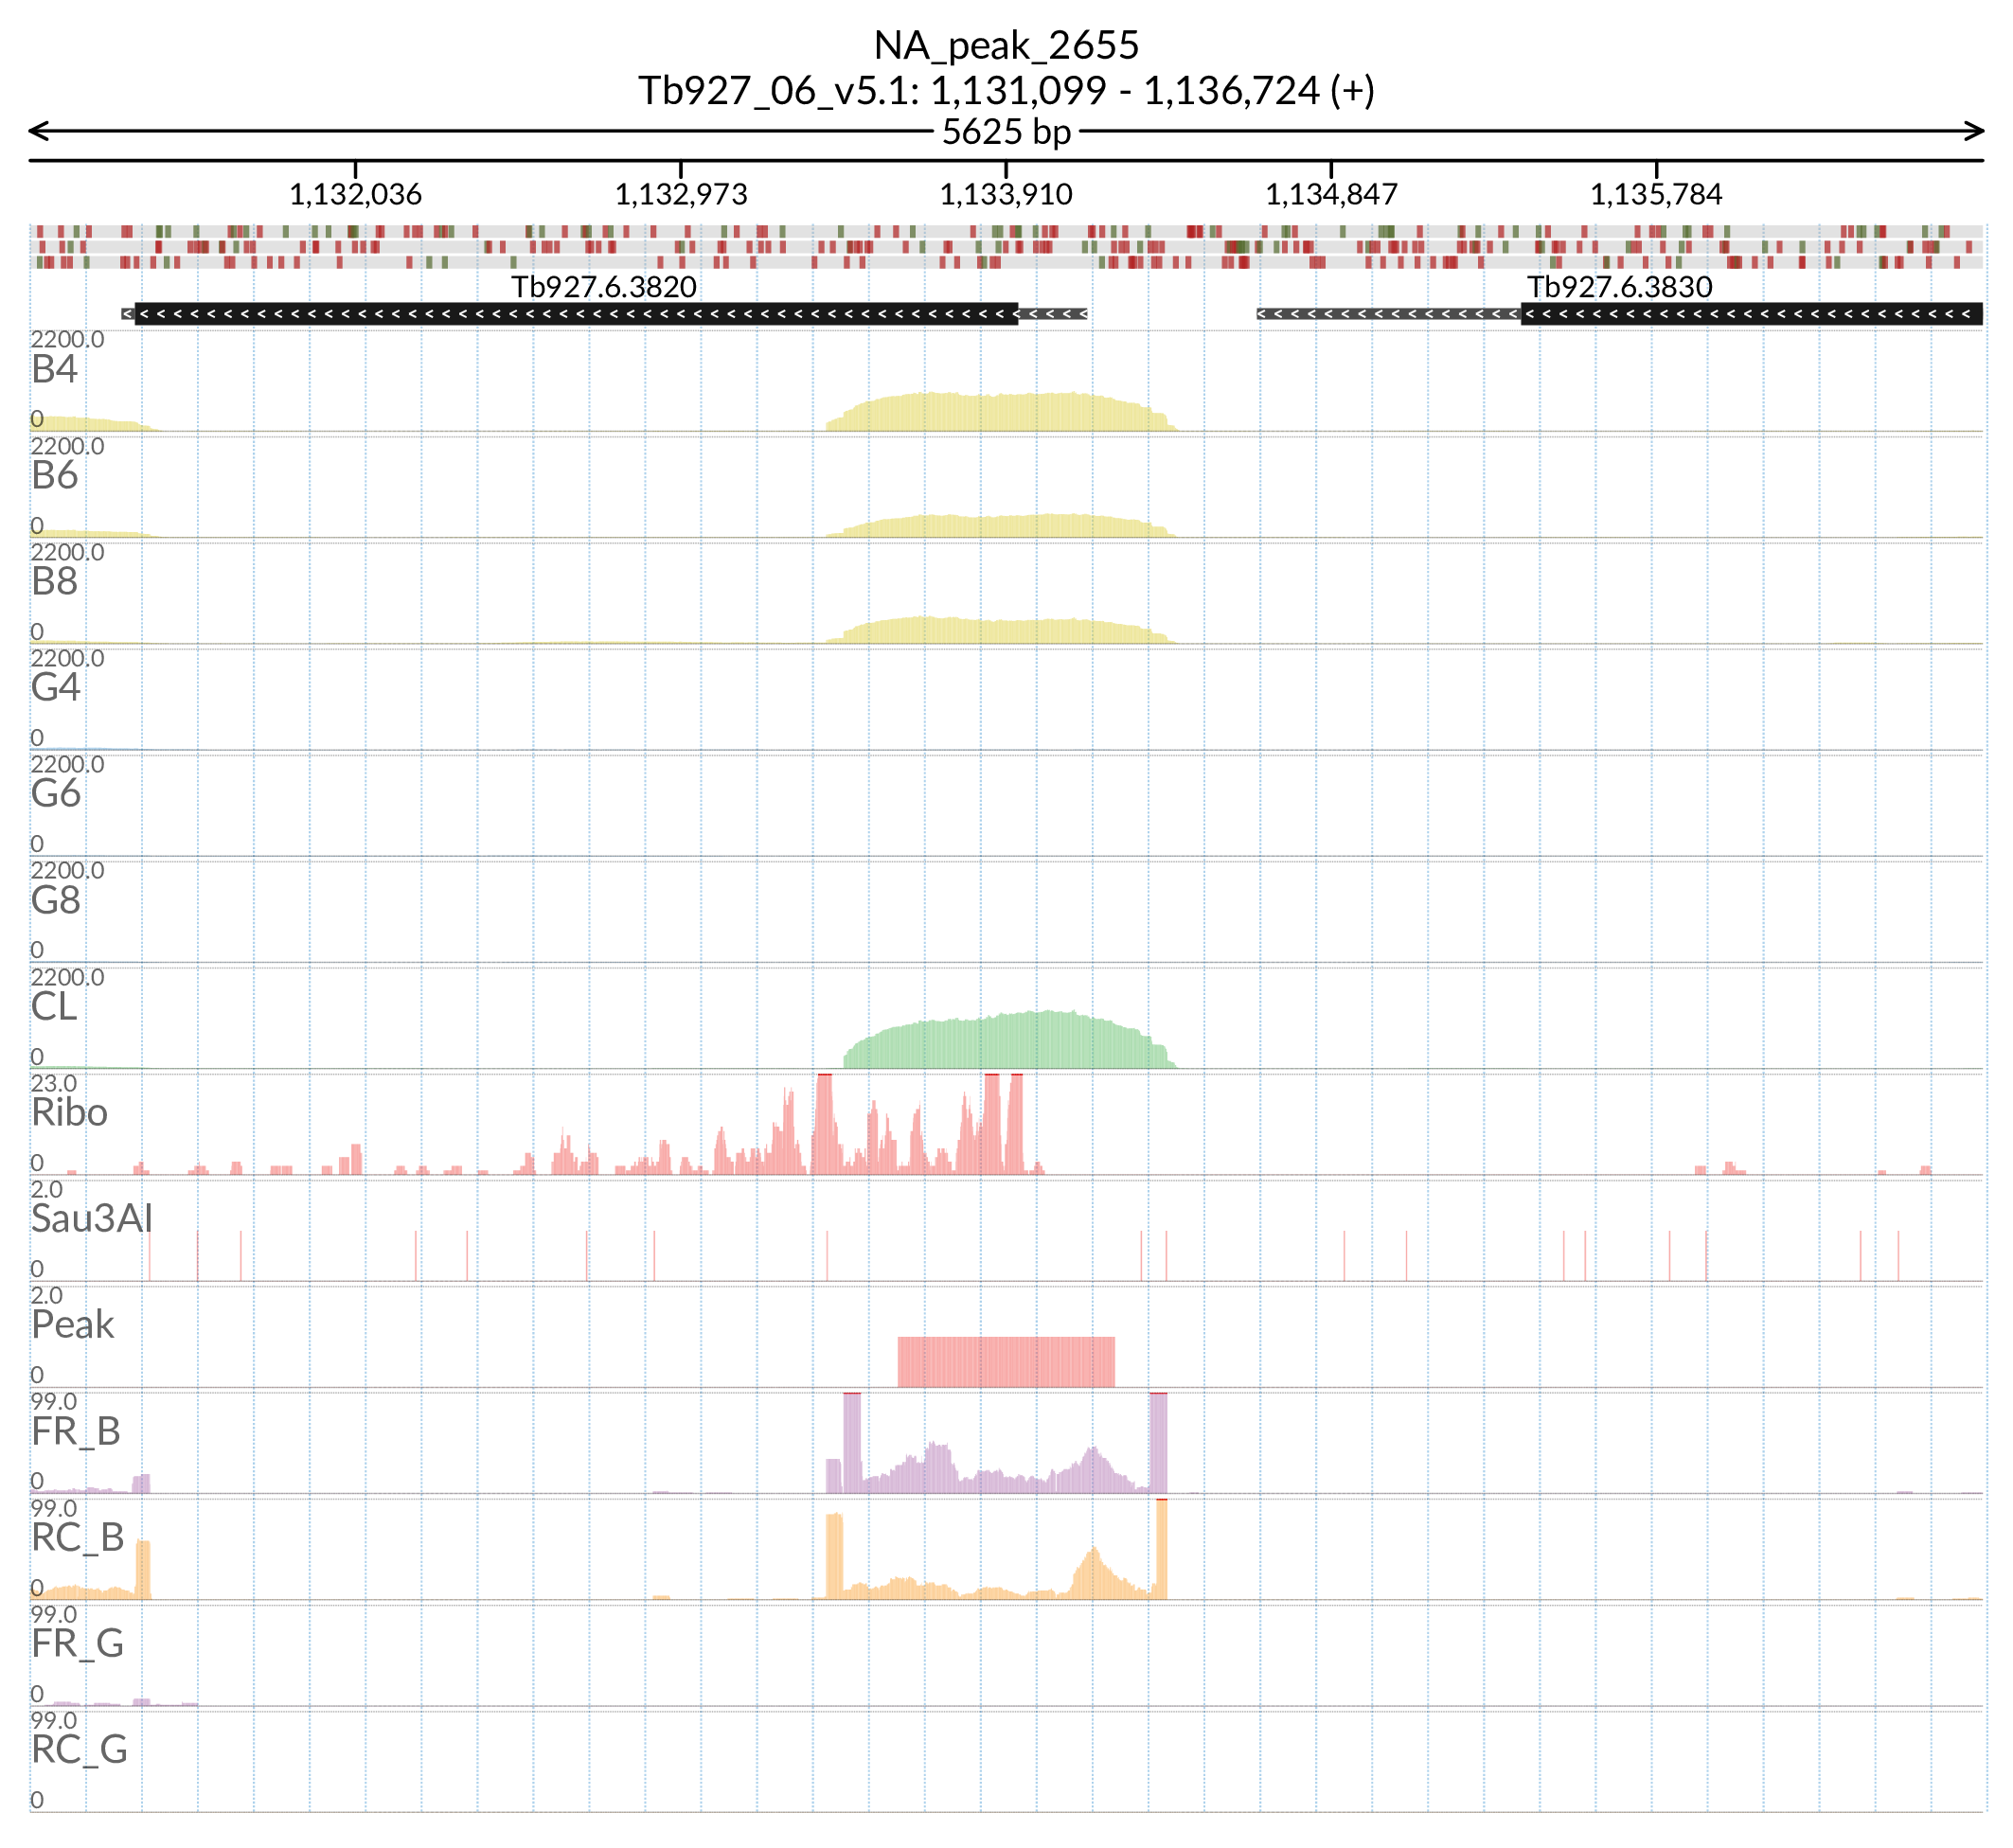 NA_peak_2655
Tb927_06_v5.1: 1,131,099 - 1,136,724 (+)
5625 bp
1,132,036 1,132,973 1,133,910 1,134,847 1,135,784
Tb927.6.3820 Tb927.6.3830
2200.0
B4
0
2200.0
B6
0
2200.0
B8
0
2200.0
G4
0
2200.0
G6
0
2200.0
G8
0
2200.0
CL
0
23.0
Ribo
0
2.0
Sau3AI
0
2.0
Peak
0
99.0
FR_B
0
99.0
RC_B
0
99.0
FR_G
0
99.0
RC_G
0